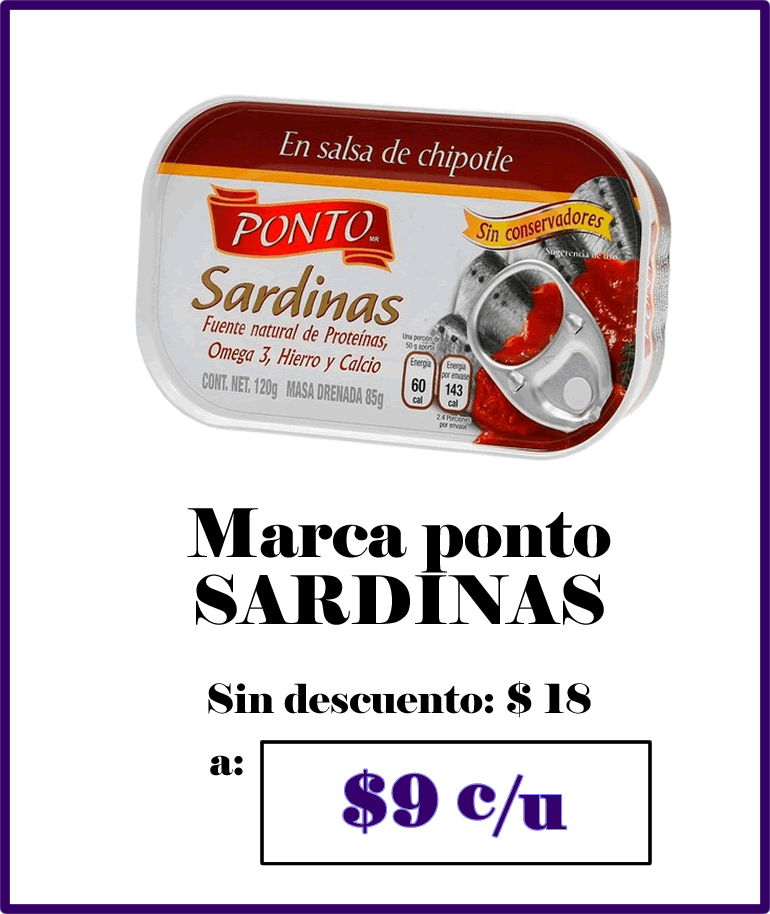 En salsa de chipotle
PONTO MR
Sin conservadores
Sugerencia de uso
Sardinas
Fuente natural de Proteínas,
Omega 3, Hierro y Calcio
CONT. NET. 120g MASA DRENADA 85g
Una porción de
50 g aporta
Energía
60
cal
Energía
por envase
143
cal
2.4 Porciones
por envase
Marca ponto
SARDINAS
Sin descuento: $ 18
a:
$9 c/u